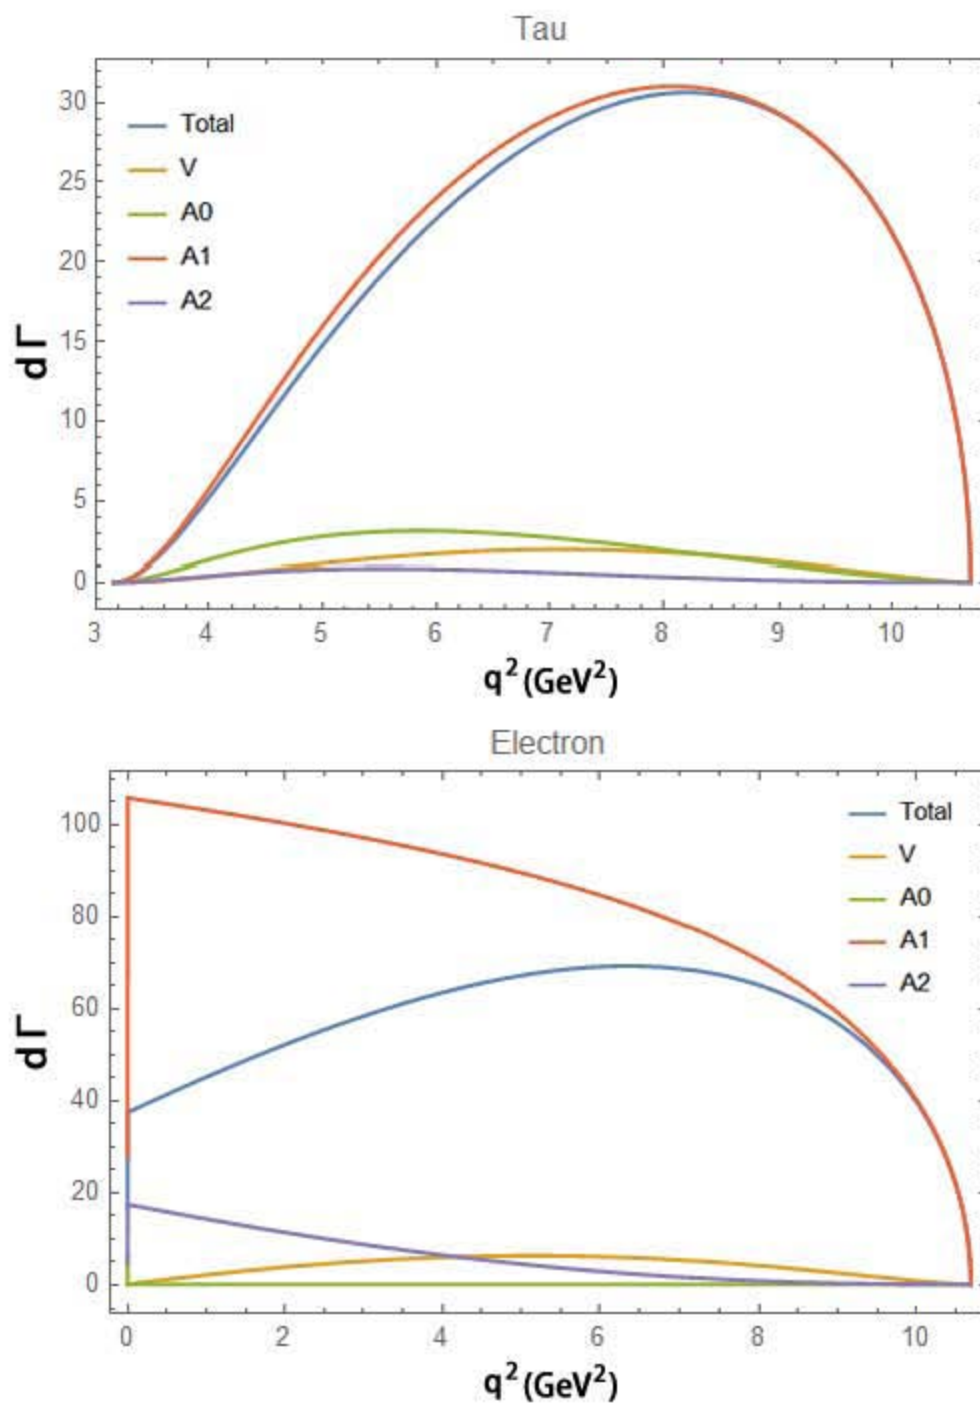 Tau
30
25
20
15
10
5
0
Total
V
A0
A1
A2
dΓ
3 4 5 6 7 8 9 10
q² (GeV²)
Electron
100
80
60
40
20
0
Total
V
A0
A1
A2
dΓ
0 2 4 6 8 10
q² (GeV²)